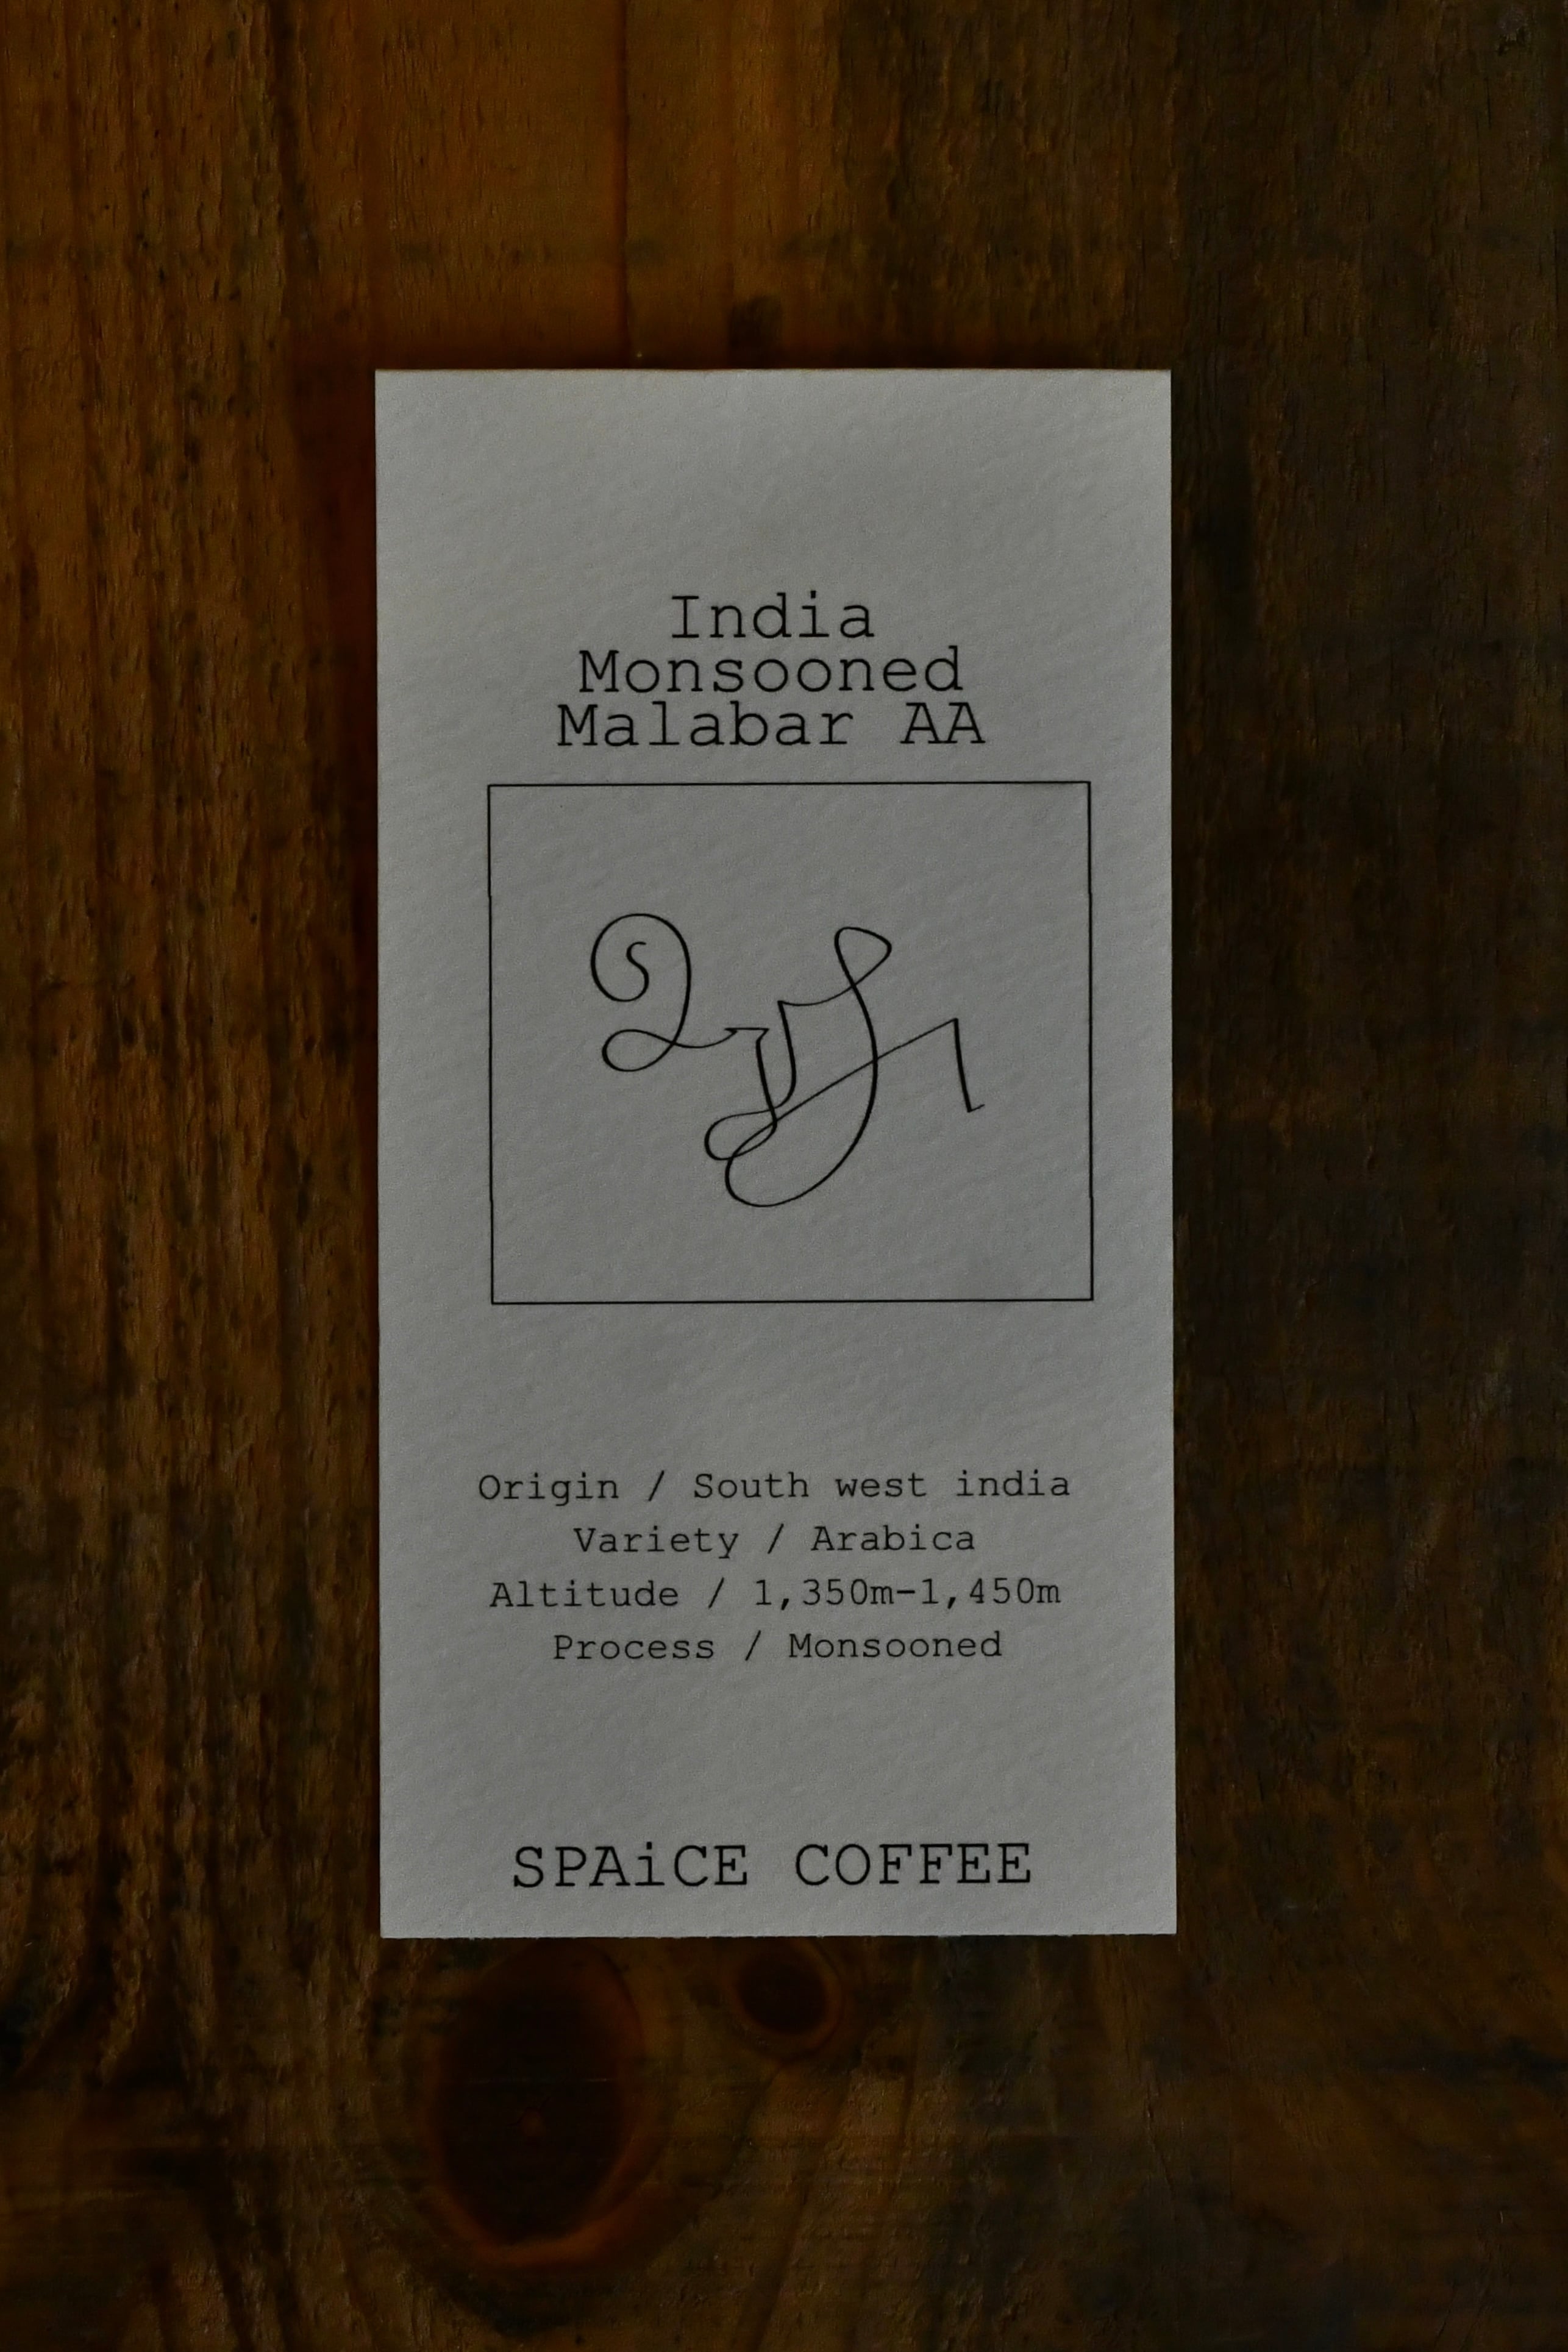 India
Monsooned
Malabar AA
Origin / South west india
Variety / Arabica
Altitude / 1,350m-1,450m
Process / Monsooned
SPAiCE COFFEE